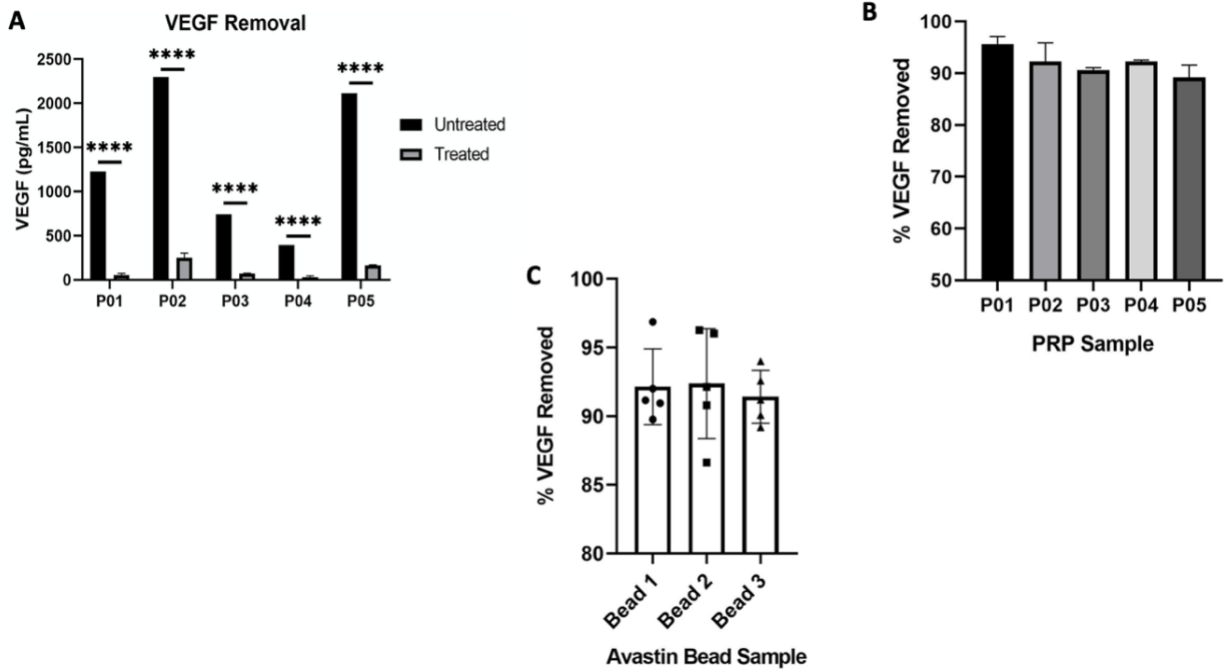 A
VEGF Removal
VEGF (pg/mL)
2500
2000
1500
1000
500
0
****
****
****
****
****
P01 P02 P03 P04 P05
Untreated
Treated
B
% VEGF Removed
100
90
90
70
60
50
P01 P02 P03 P04 P05
PRP Sample
C
% VEGF Removed
100
95
90
85
80
Bead 1
Bead 2
Bead 3
Avastin Bead Sample